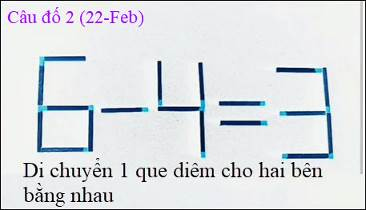 Câu đố 2 (22-Feb)
6-4=3
Di chuyển 1 que diêm cho hai bên
bằng nhau